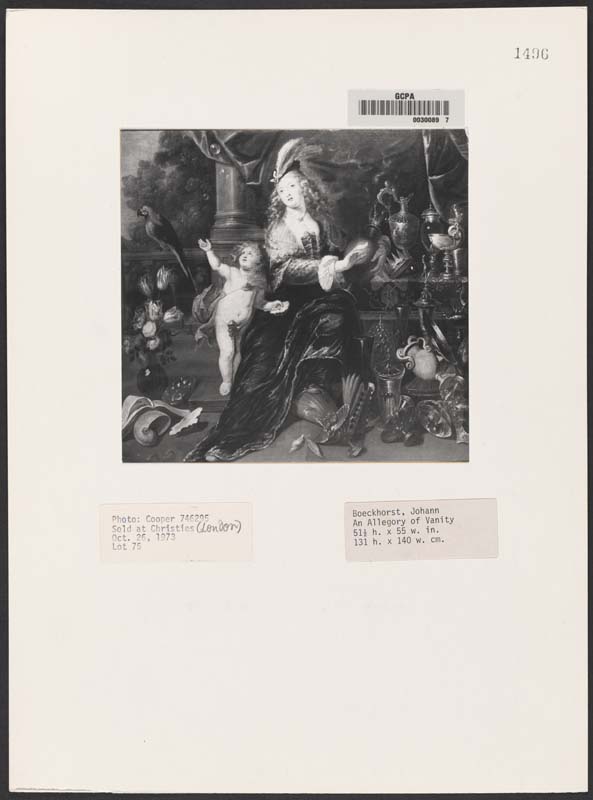 1496
GCPA
0030089 7
Photo: Cooper 746295
Sold at Christies (London)
Oct. 26, 1973
Lot 75
Boeckhorst, Johann
An Allegory of Vanity
51½ h. x 55 w. in.
131 h. x 140 w. cm.